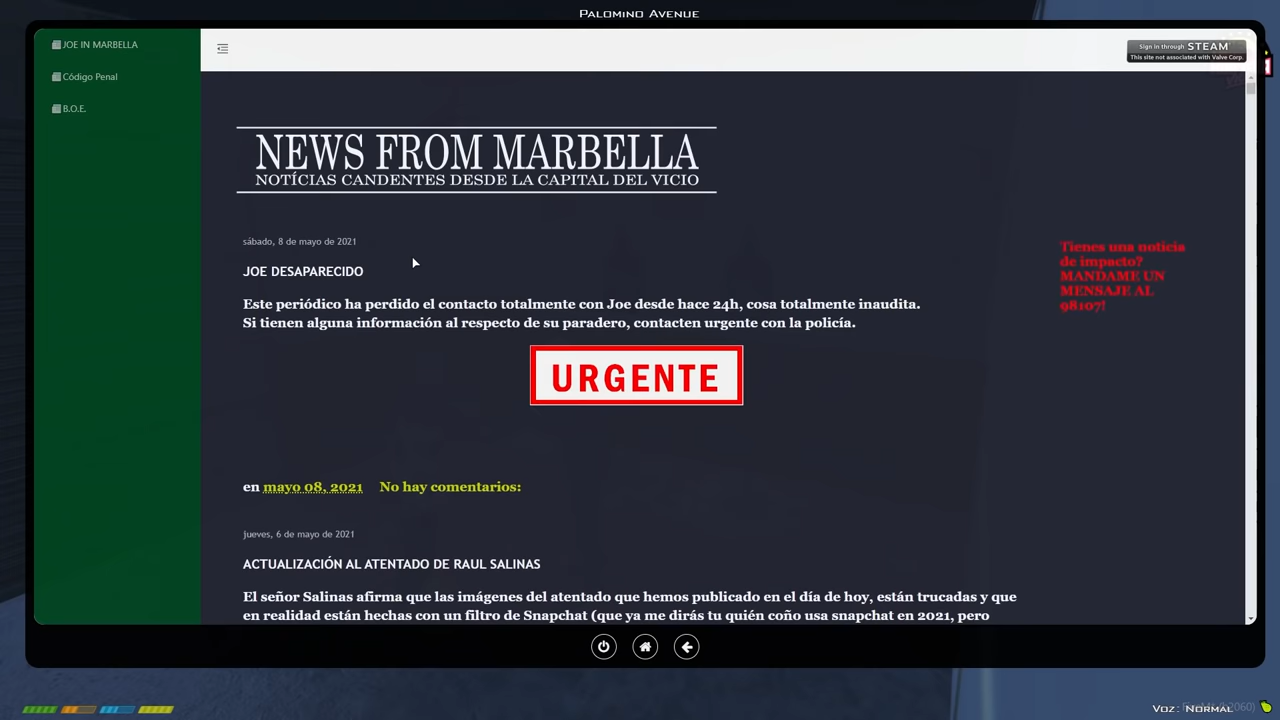 Palomino Avenue
JOE IN MARBELLA
Código Penal
B.O.E.
Sign in through STEAM
This site not associated with Valve Corp.
NEWS FROM MARBELLA
NOTÍCIAS CANDENTES DESDE LA CAPITAL DEL VICIO
sábado, 8 de mayo de 2021
JOE DESAPARECIDO
Este periódico ha perdido el contacto totalmente con Joe desde hace 24h, cosa totalmente inaudita.
Si tienen alguna información al respecto de su paradero, contacten urgente con la policía.
URGENTE
Tienes una noticia
de impacto?
MANDAME UN
MENSAJE AL
98107!
en mayo 08, 2021 No hay comentarios:
jueves, 6 de mayo de 2021
ACTUALIZACIÓN AL ATENTADO DE RAUL SALINAS
El señor Salinas afirma que las imágenes del atentado que hemos publicado en el día de hoy, están trucadas y que
en realidad están hechas con un filtro de Snapchat (que ya me dirás tu quién coño usa snapchat en 2021, pero
Voz: Normal